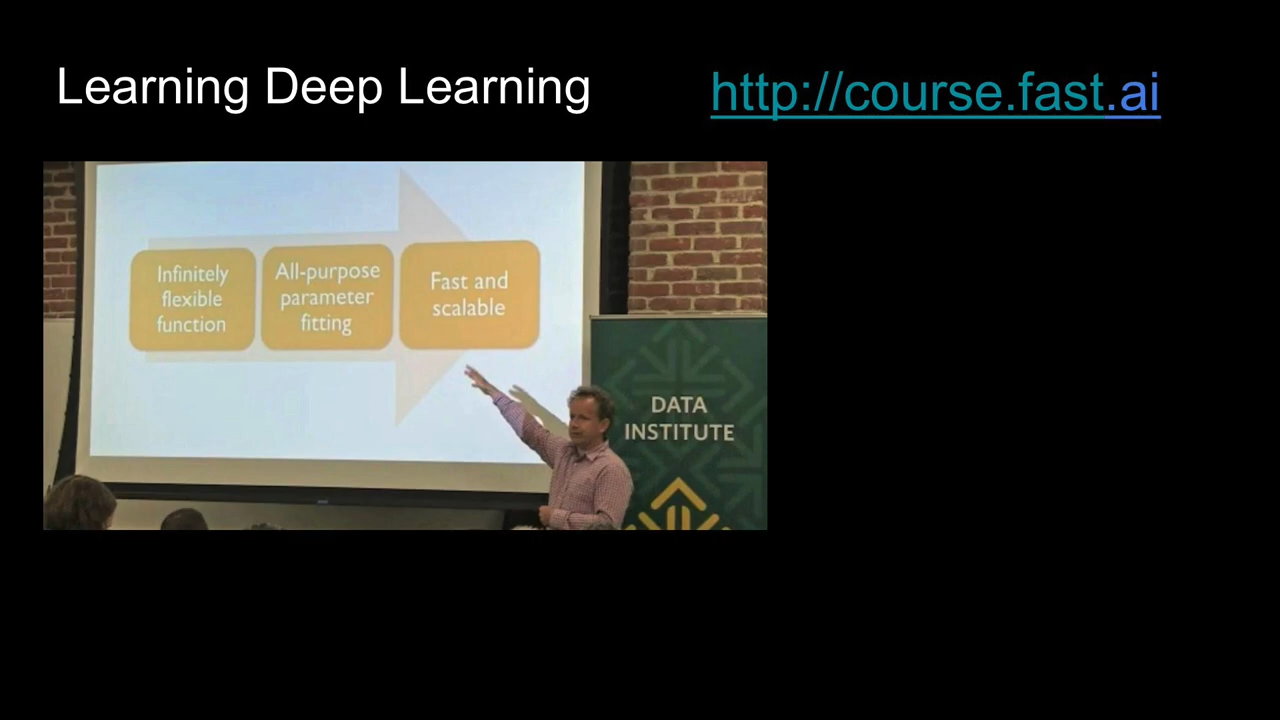 Learning Deep Learning
http://course.fast.ai
Infinitely
flexible
function
All-purpose
parameter
fitting
Fast and
scalable
DATA
INSTITUTE